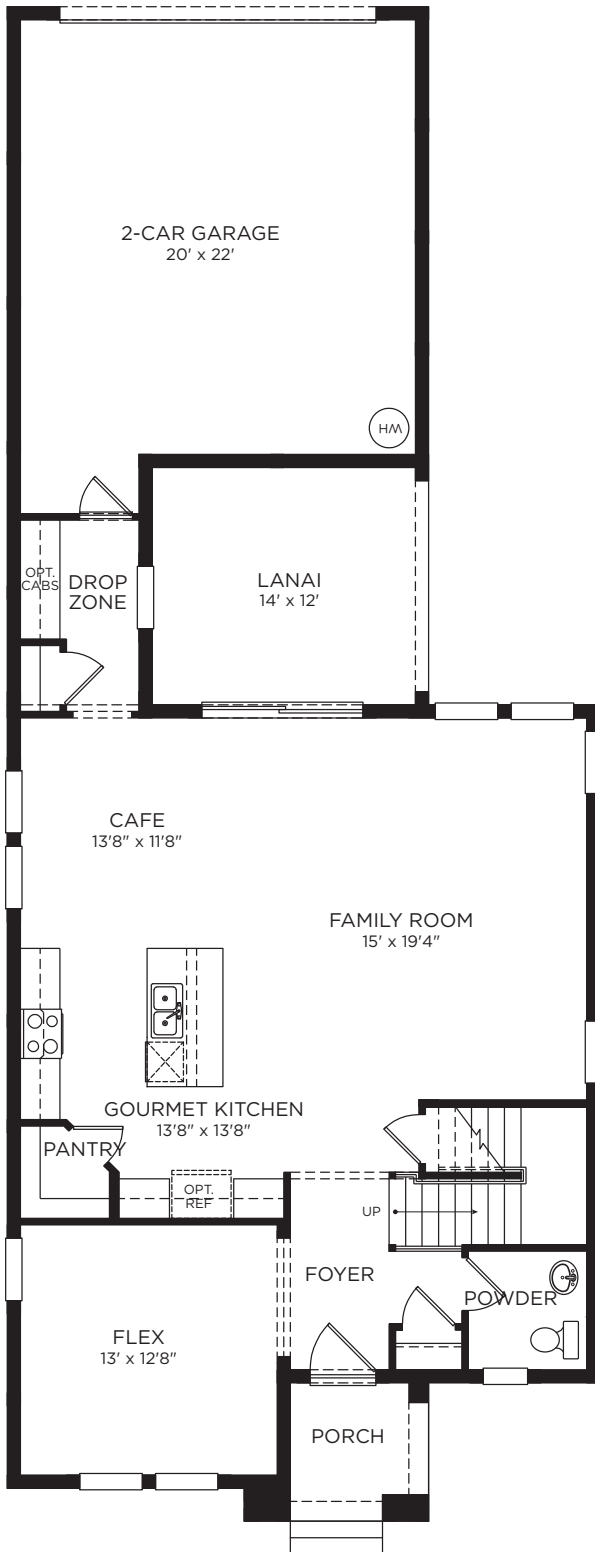 2-CAR GARAGE
20' x 22'
WH
OPT.
CABS
DROP
ZONE
LANAI
14' x 12'
CAFE
13'8" x 11'8"
FAMILY ROOM
15' x 19'4"
GOURMET KITCHEN
13'8" x 13'8"
PANTRY
OPT.
REF
UP
FOYER
POWDER
FLEX
13' x 12'8"
PORCH